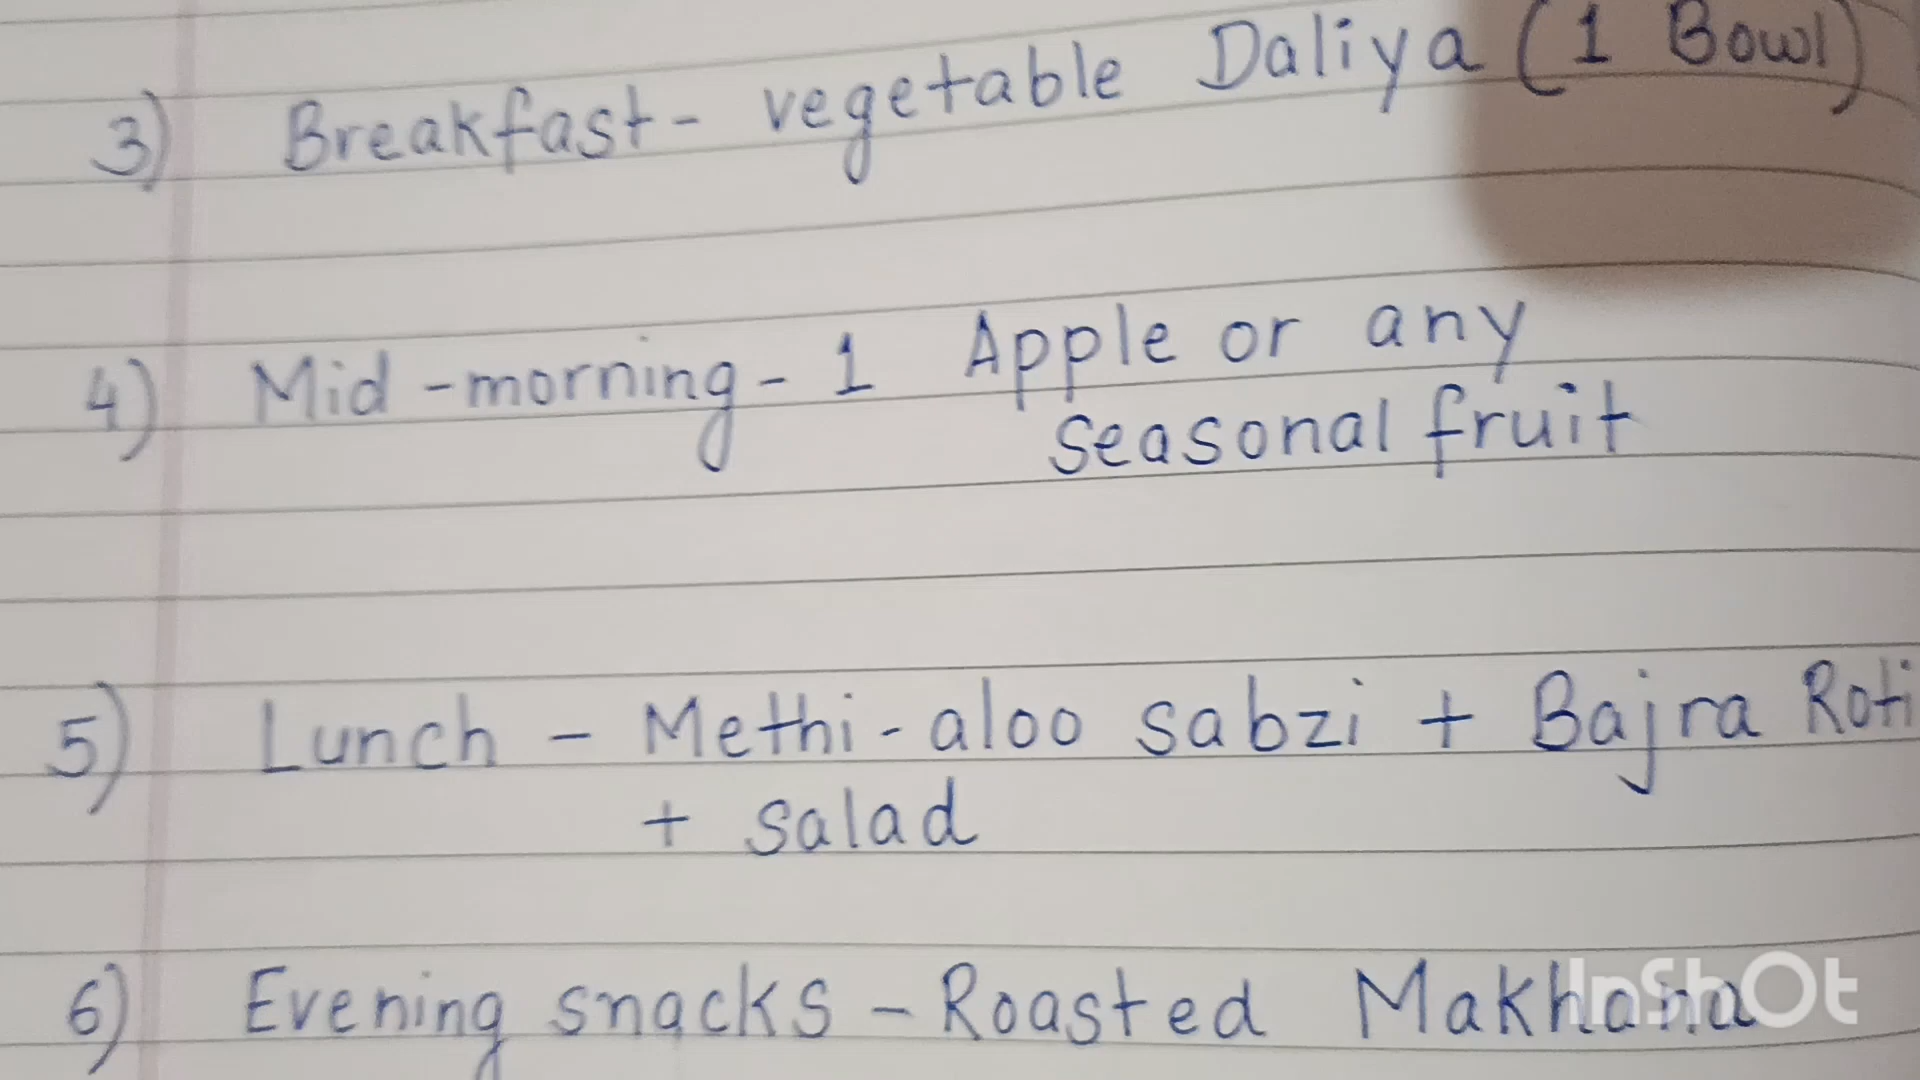 3) Breakfast - vegetable Daliya (1 Bowl)
4) Mid-morning - 1 Apple or any
seasonal fruit
5) Lunch - Methi-aloo sabzi + Bajra Roti
+ salad
6) Evening snacks - Roasted Makhana
InShOt